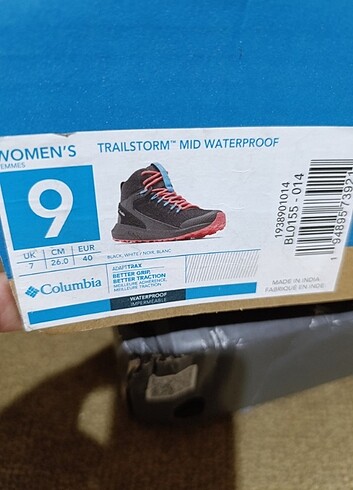 WOMEN'S
FEMMES
9
UK CM EUR
7 26.0 40
Columbia
TRAILSTORM™ MID WATERPROOF
BLACK, WHITE / NOIR, BLANC
ADAPTTRAX
BETTER GRIP,
BETTER TRACTION
MEILLEURE ADHÉRENCE,
MEILLEURE TRACTION
WATERPROOF
IMPERMÉABLE
1938901014
BL0155 - 014
MADE IN INDIA
FABRIQUÉ EN INDE